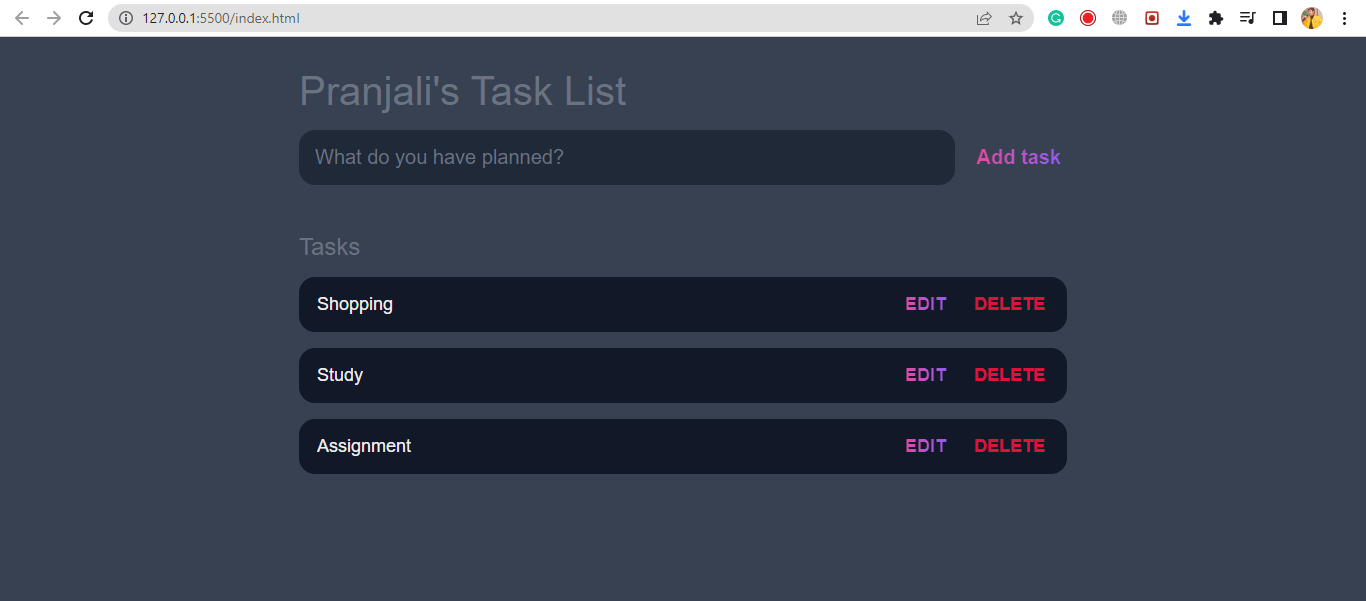 127.0.0.1:5500/index.html
Pranjali's Task List
What do you have planned? Add task
Tasks
Shopping EDIT DELETE
Study EDIT DELETE
Assignment EDIT DELETE